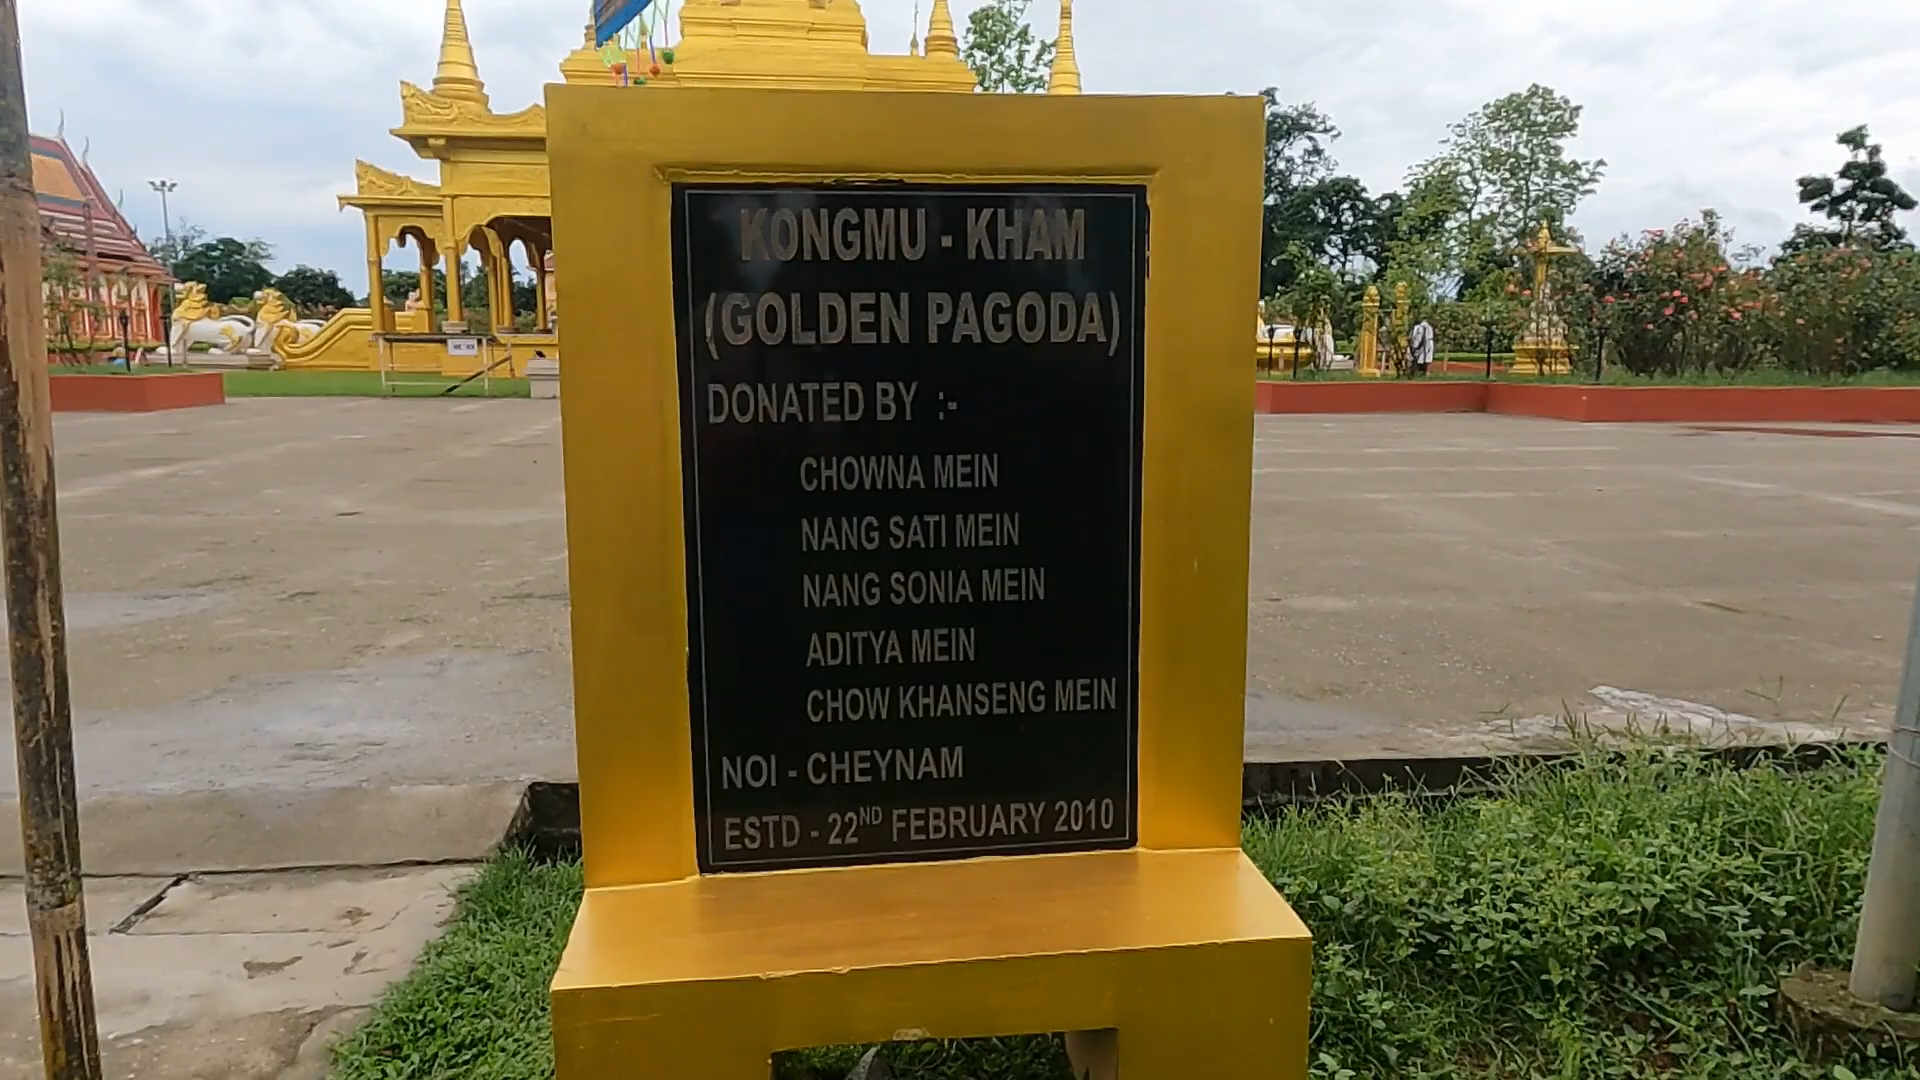 KONGMU - KHAM
(GOLDEN PAGODA)
DONATED BY :-
CHOWNA MEIN
NANG SATI MEIN
NANG SONIA MEIN
ADITYA MEIN
CHOW KHANSENG MEIN
NOI - CHEYNAM
ESTD - 22ND FEBRUARY 2010